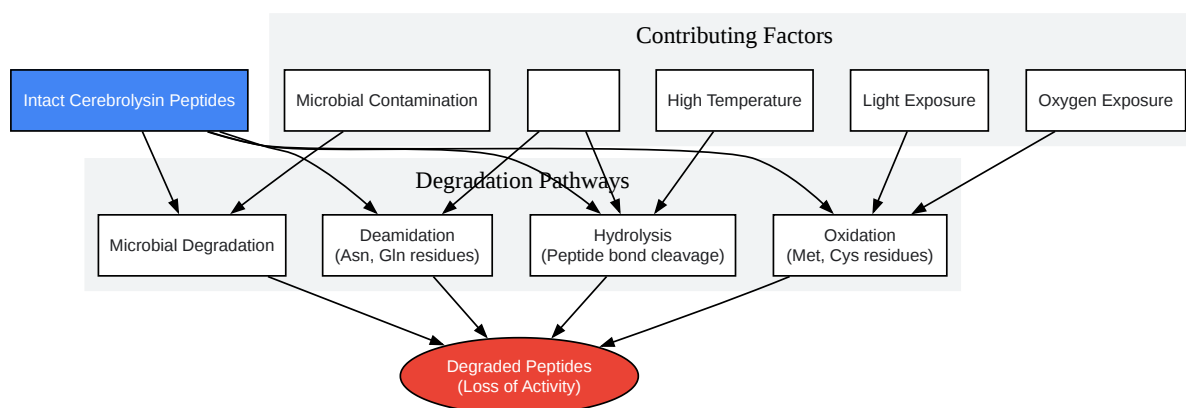 Contributing Factors
Intact Cerebrolysin Peptides
Microbial Contamination
High Temperature
Light Exposure
Oxygen Exposure
Degradation Pathways
Microbial Degradation
Deamidation
(Asn, Gln residues)
Hydrolysis
(Peptide bond cleavage)
Oxidation
(Met, Cys residues)
Degraded Peptides
(Loss of Activity)